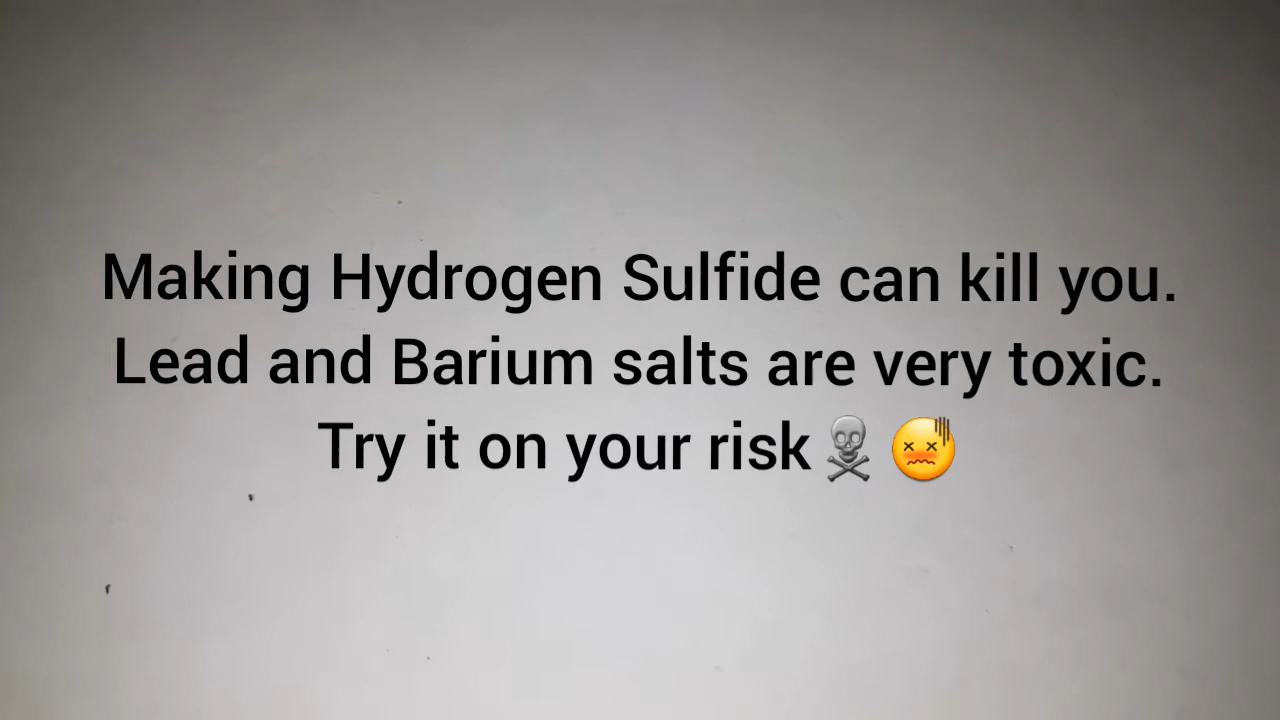 Making Hydrogen Sulfide can kill you.
Lead and Barium salts are very toxic.
Try it on your risk☠️😖